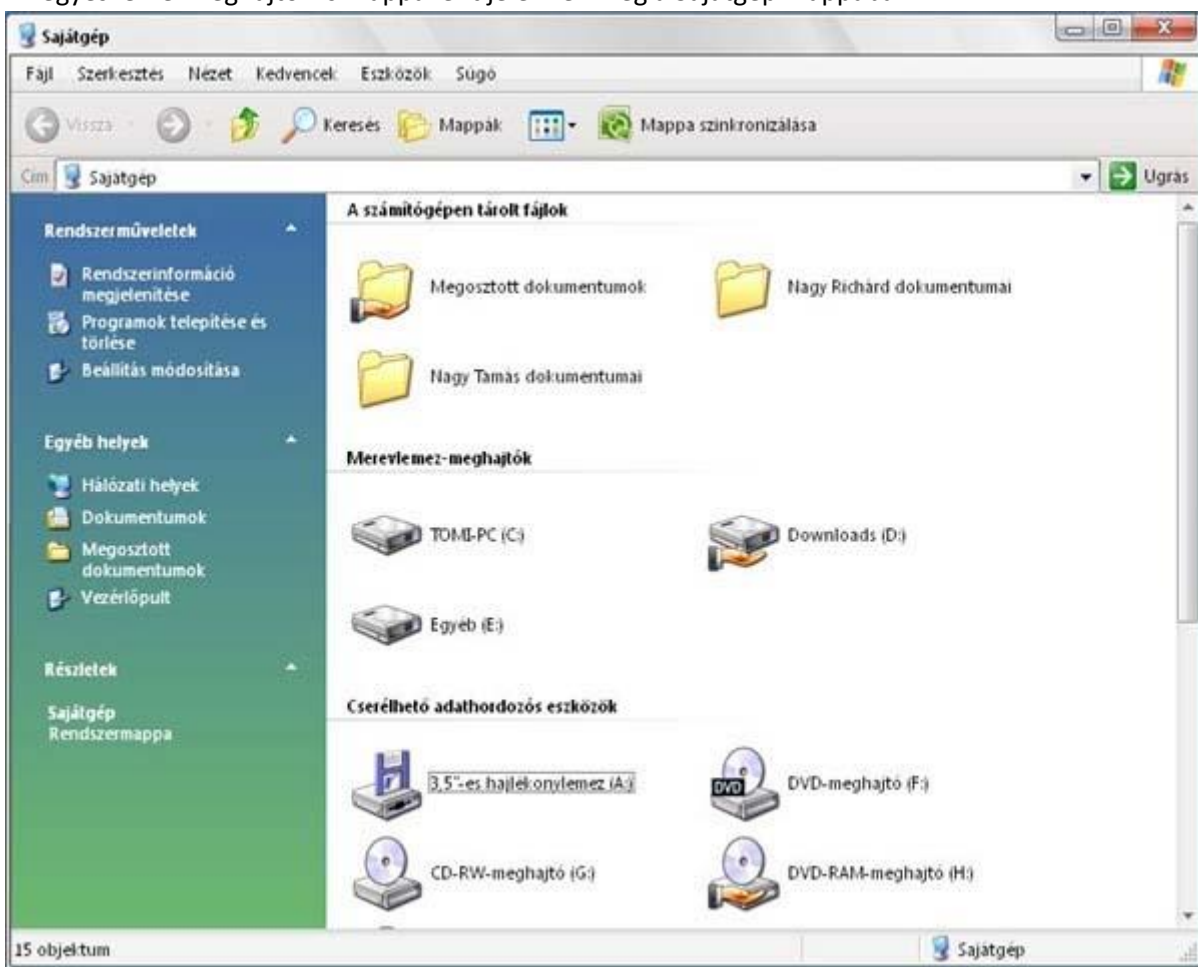 Sajátgép
Fájl Szerkesztés Nézet Kedvencek Eszközök Súgó
Vissza Keresés Mappák Mappa szinkronizálása
Cím Sajátgép Ugrás
Rendszerműveletek
Rendszerinformáció
megjelenítése
Programok telepítése és
törlése
Beállítás módosítása
Egyéb helyek
Hálózati helyek
Dokumentumok
Megosztott
dokumentumok
Vezérlőpult
Részletek
Sajátgép
Rendszermappa
A számítógépen tárolt fájlok
Megosztott dokumentumok
Nagy Richárd dokumentumai
Nagy Tamás dokumentumai
Merevlemez-meghajtók
TOMI-PC (C:)
Downloads (D:)
Egyéb (E:)
Cserélhető adathordozós eszközök
3,5"-es hajlékonylemez (A:)
DVD
DVD-meghajtó (F:)
CD-RW-meghajtó (G:)
DVD-RAM-meghajtó (H:)
15 objektum
Sajátgép